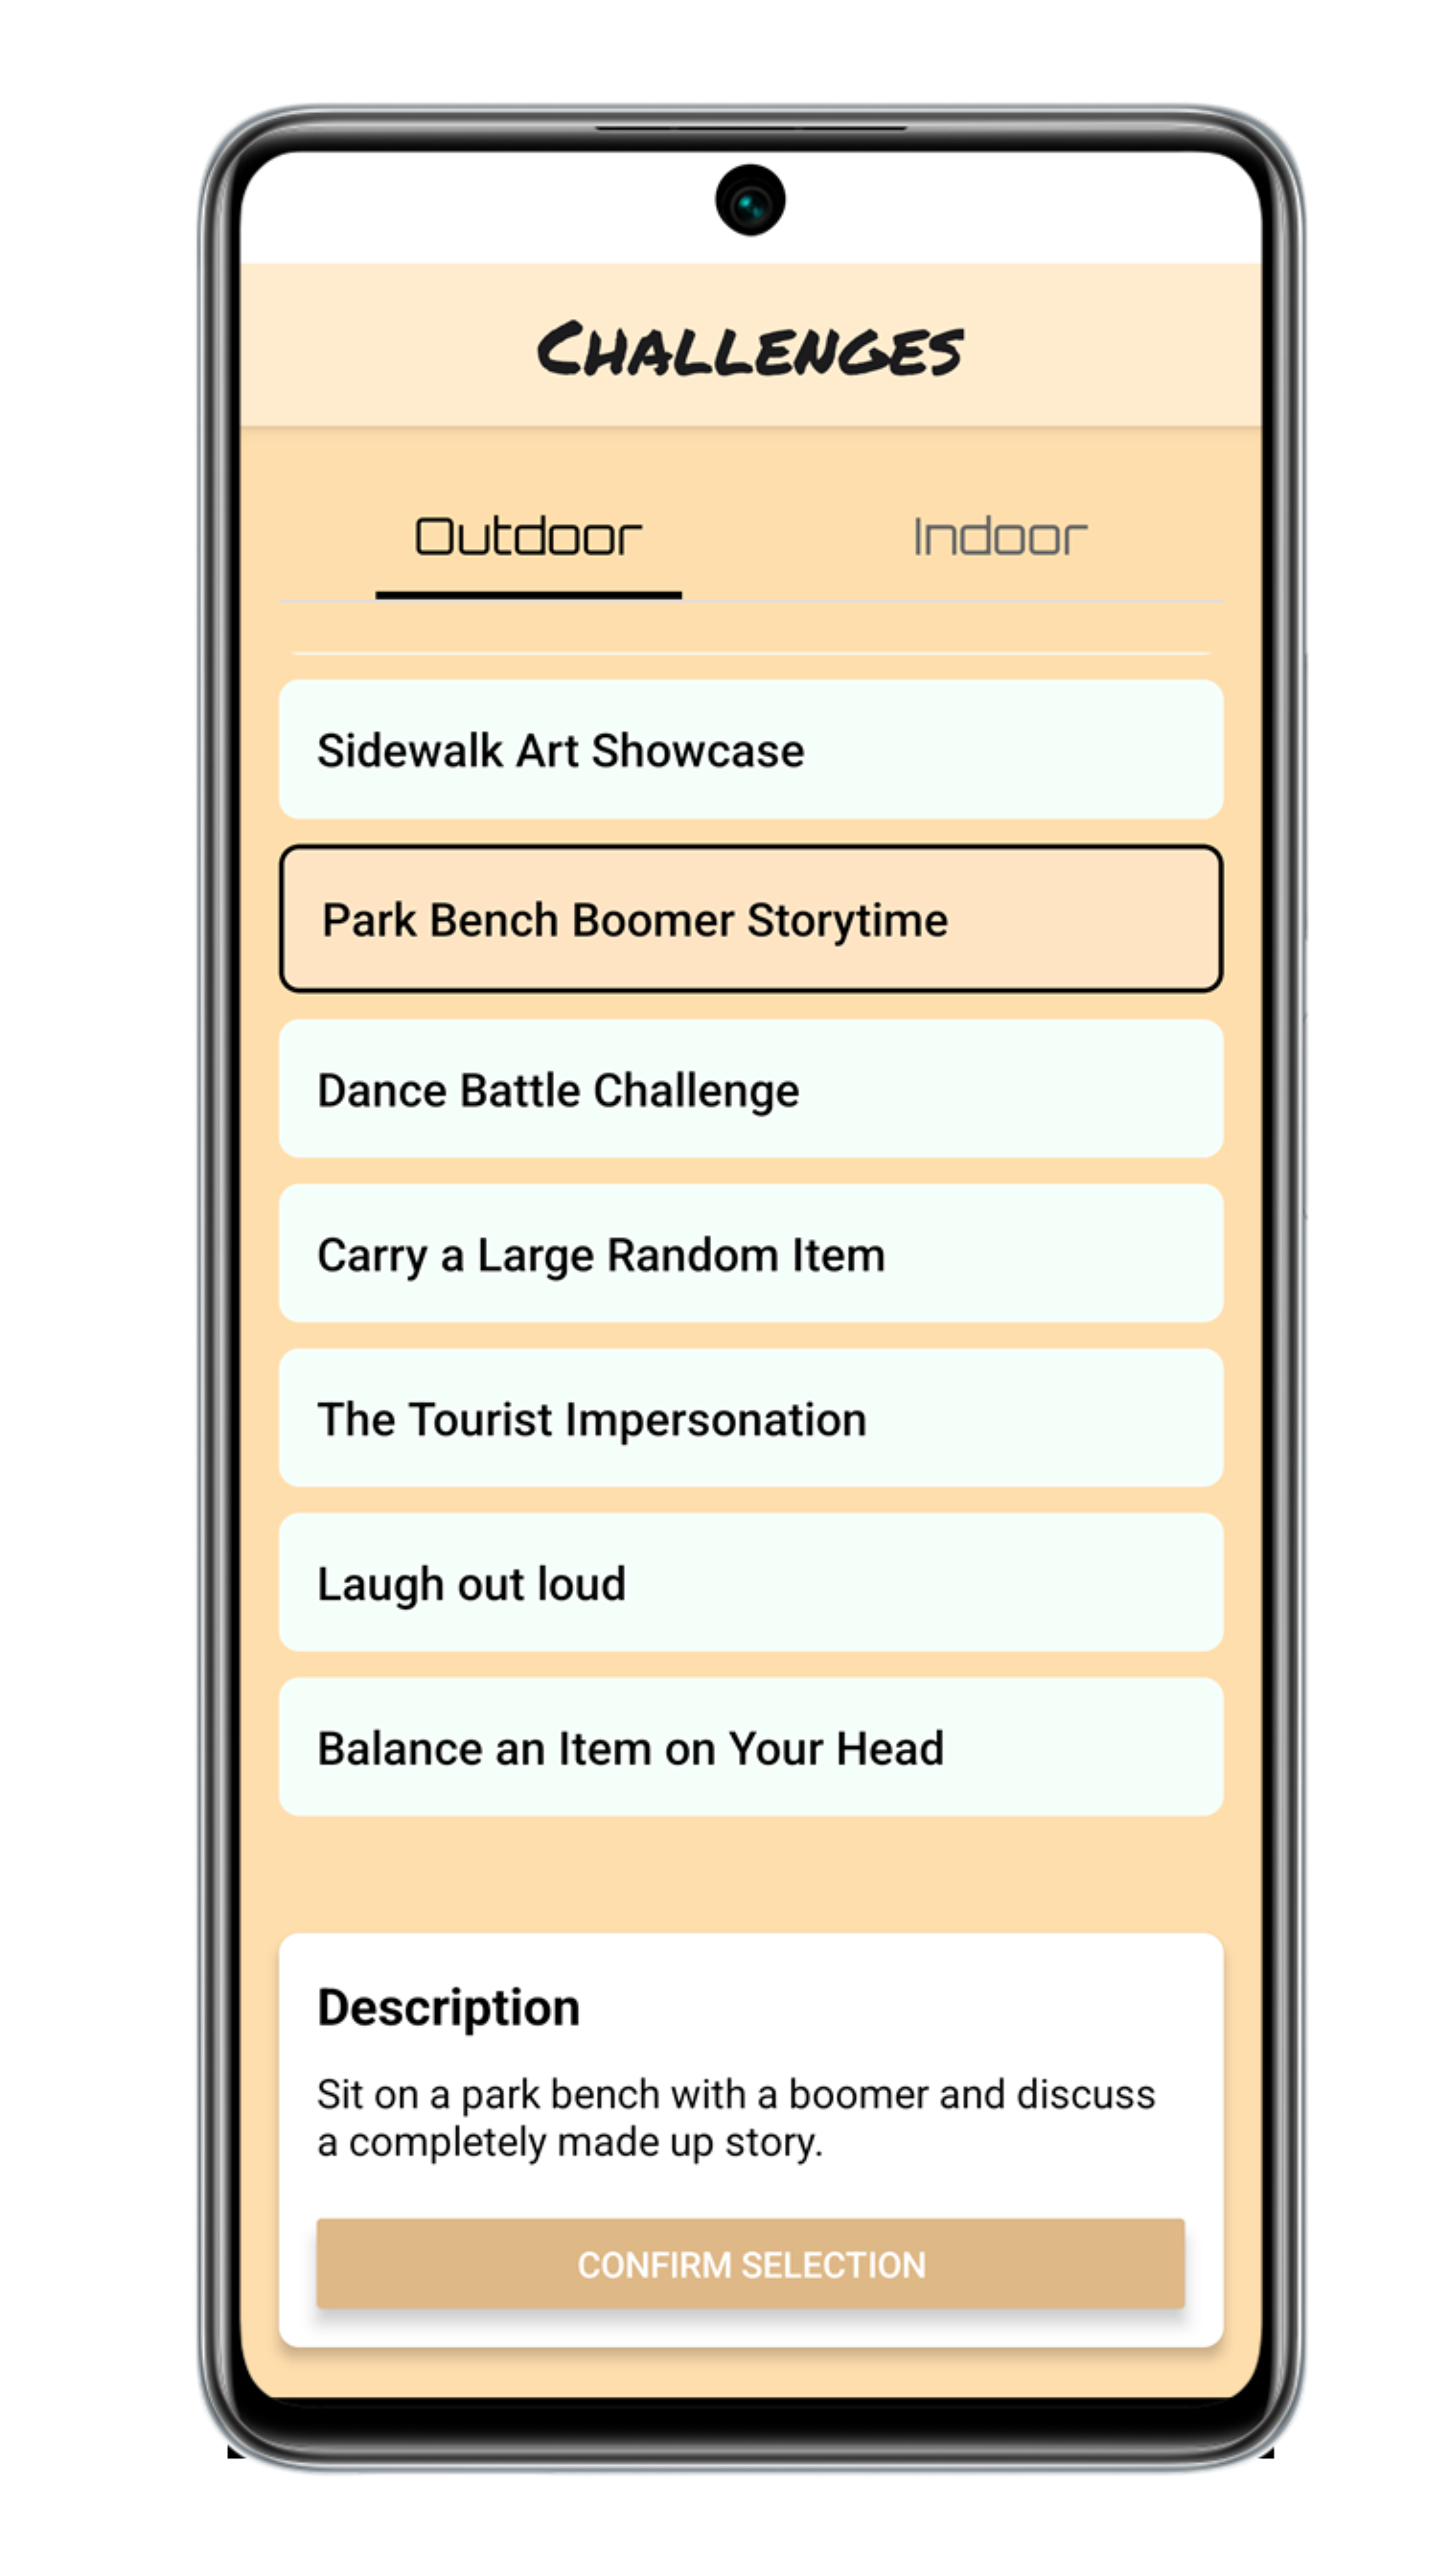 CHALLENGES
Outdoor
Indoor
Sidewalk Art Showcase
Park Bench Boomer Storytime
Dance Battle Challenge
Carry a Large Random Item
The Tourist Impersonation
Laugh out loud
Balance an Item on Your Head
Description
Sit on a park bench with a boomer and discuss
a completely made up story.
CONFIRM SELECTION